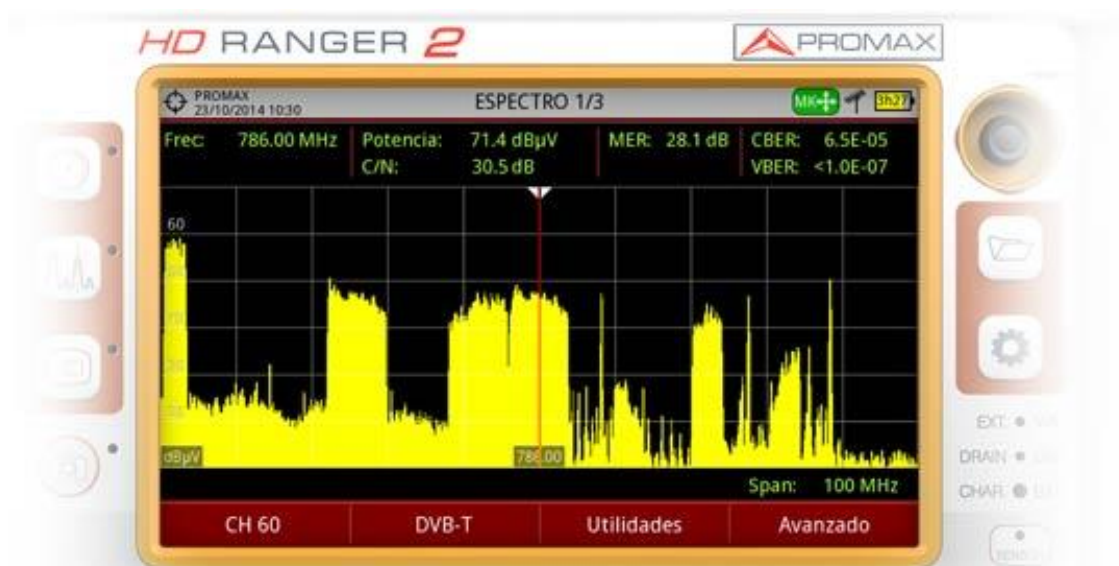 HD RANGER 2
PROMAX
PROMAX
23/10/2014 10:30
ESPECTRO 1/3
MK
3h27
Frec: 786.00 MHz Potencia: 71.4 dBµV MER: 28.1 dB CBER: 6.5E-05
C/N: 30.5 dB VBER: <1.0E-07
60
dBµV
786.00
Span: 100 MHz
CH 60 DVB-T Utilidades Avanzado
EXT.
DRAIN
CHAR.